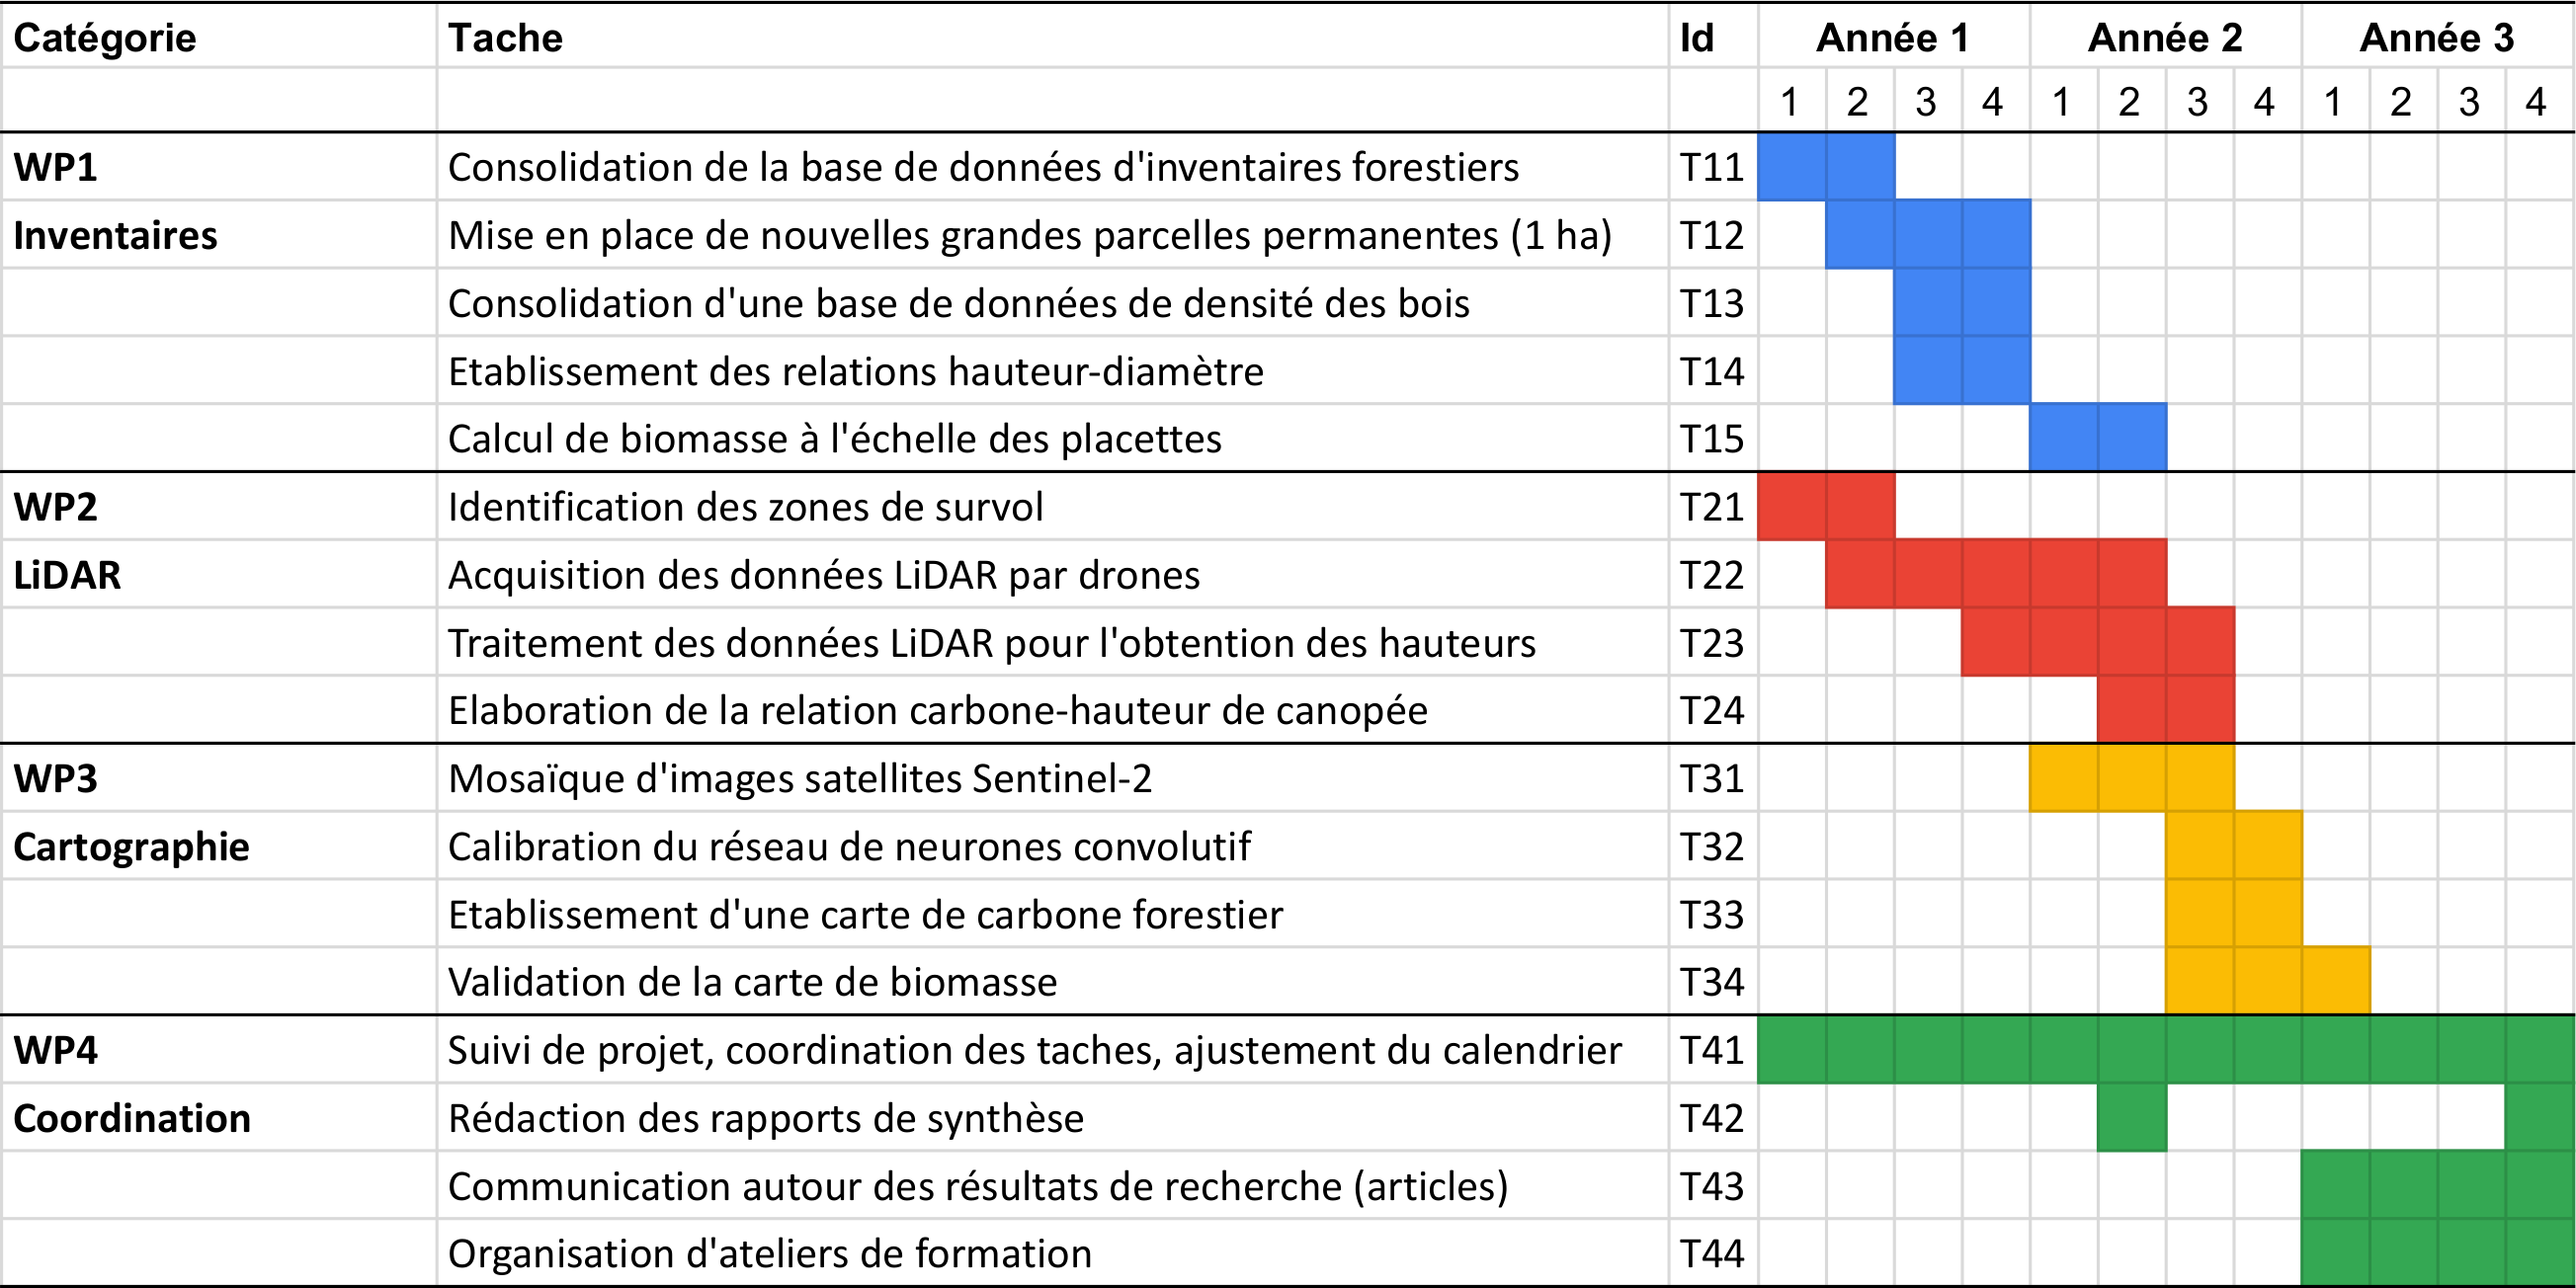 Catégorie Tache Id Année 1 Année 2 Année 3
1 2 3 4 1 2 3 4 1 2 3 4
WP1 Consolidation de la base de données d'inventaires forestiers T11
Inventaires Mise en place de nouvelles grandes parcelles permanentes (1 ha) T12
Consolidation d'une base de données de densité des bois T13
Etablissement des relations hauteur-diamètre T14
Calcul de biomasse à l'échelle des placettes T15
WP2 Identification des zones de survol T21
LiDAR Acquisition des données LiDAR par drones T22
Traitement des données LiDAR pour l'obtention des hauteurs T23
Elaboration de la relation carbone-hauteur de canopée T24
WP3 Mosaïque d'images satellites Sentinel-2 T31
Cartographie Calibration du réseau de neurones convolutif T32
Etablissement d'une carte de carbone forestier T33
Validation de la carte de biomasse T34
WP4 Suivi de projet, coordination des taches, ajustement du calendrier T41
Coordination Rédaction des rapports de synthèse T42
Communication autour des résultats de recherche (articles) T43
Organisation d'ateliers de formation T44